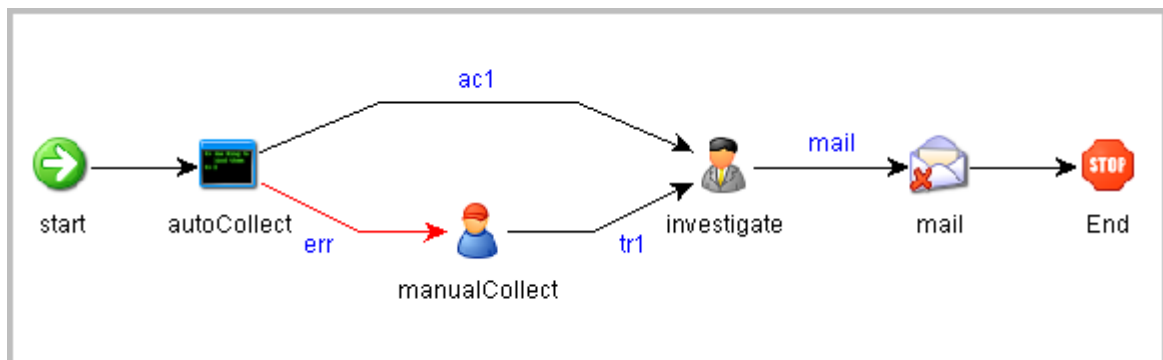 ac1
mail
STOP
start
autoCollect
err
tr1
investigate
mail
End
manualCollect